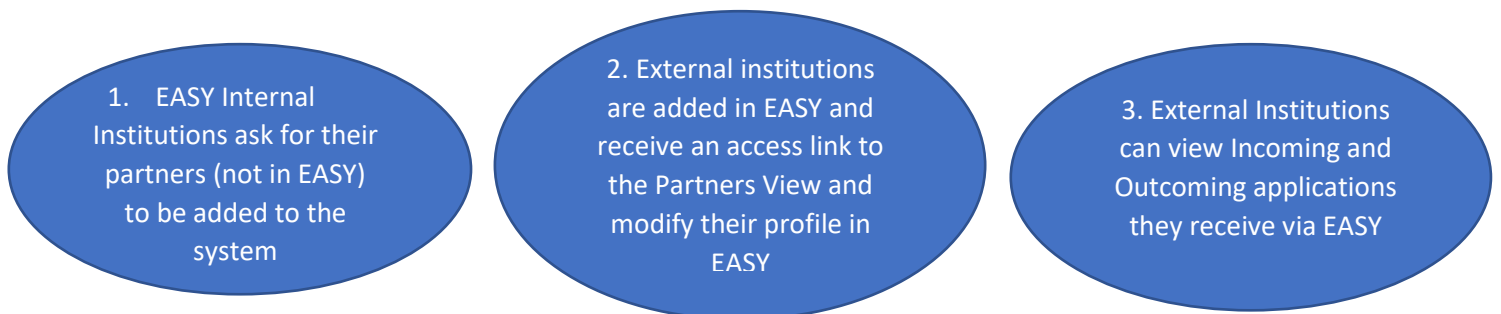 1. EASY Internal
Institutions ask for their
partners (not in EASY)
to be added to the
system
2. External institutions
are added in EASY and
receive an access link to
the Partners View and
modify their profile in
EASY
3. External Institutions
can view Incoming and
Outcoming applications
they receive via EASY